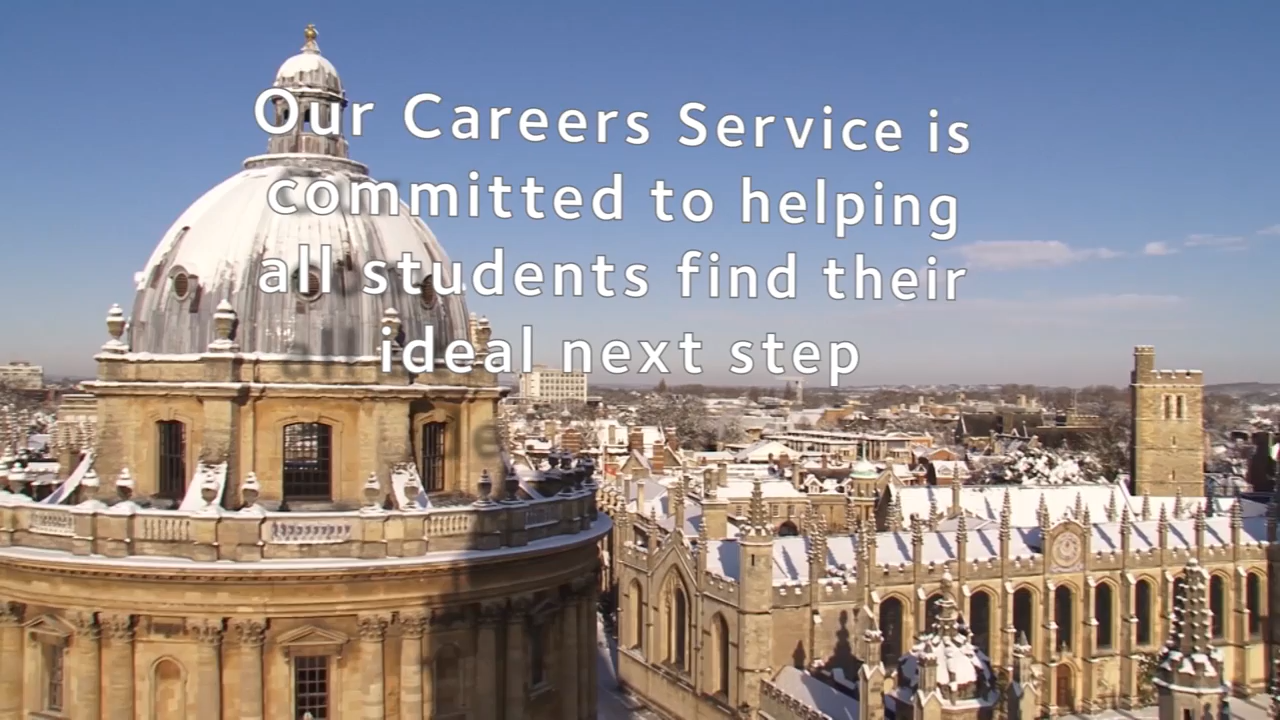 Our Careers Service is
committed to helping
all students find their
ideal next step